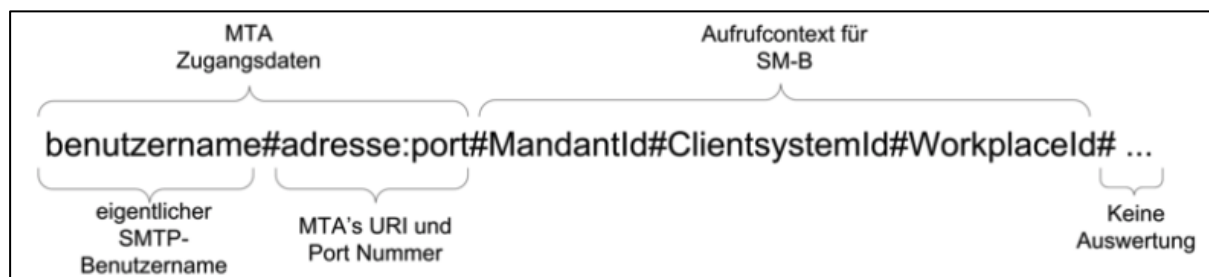 MTA
Zugangsdaten
Aufrufcontext für
SM-B
benutzername#adresse:port#MandantId#ClientsystemId#WorkplaceId# ...
eigentlicher
SMTP-
Benutzername
MTA's URI und
Port Nummer
Keine
Auswertung